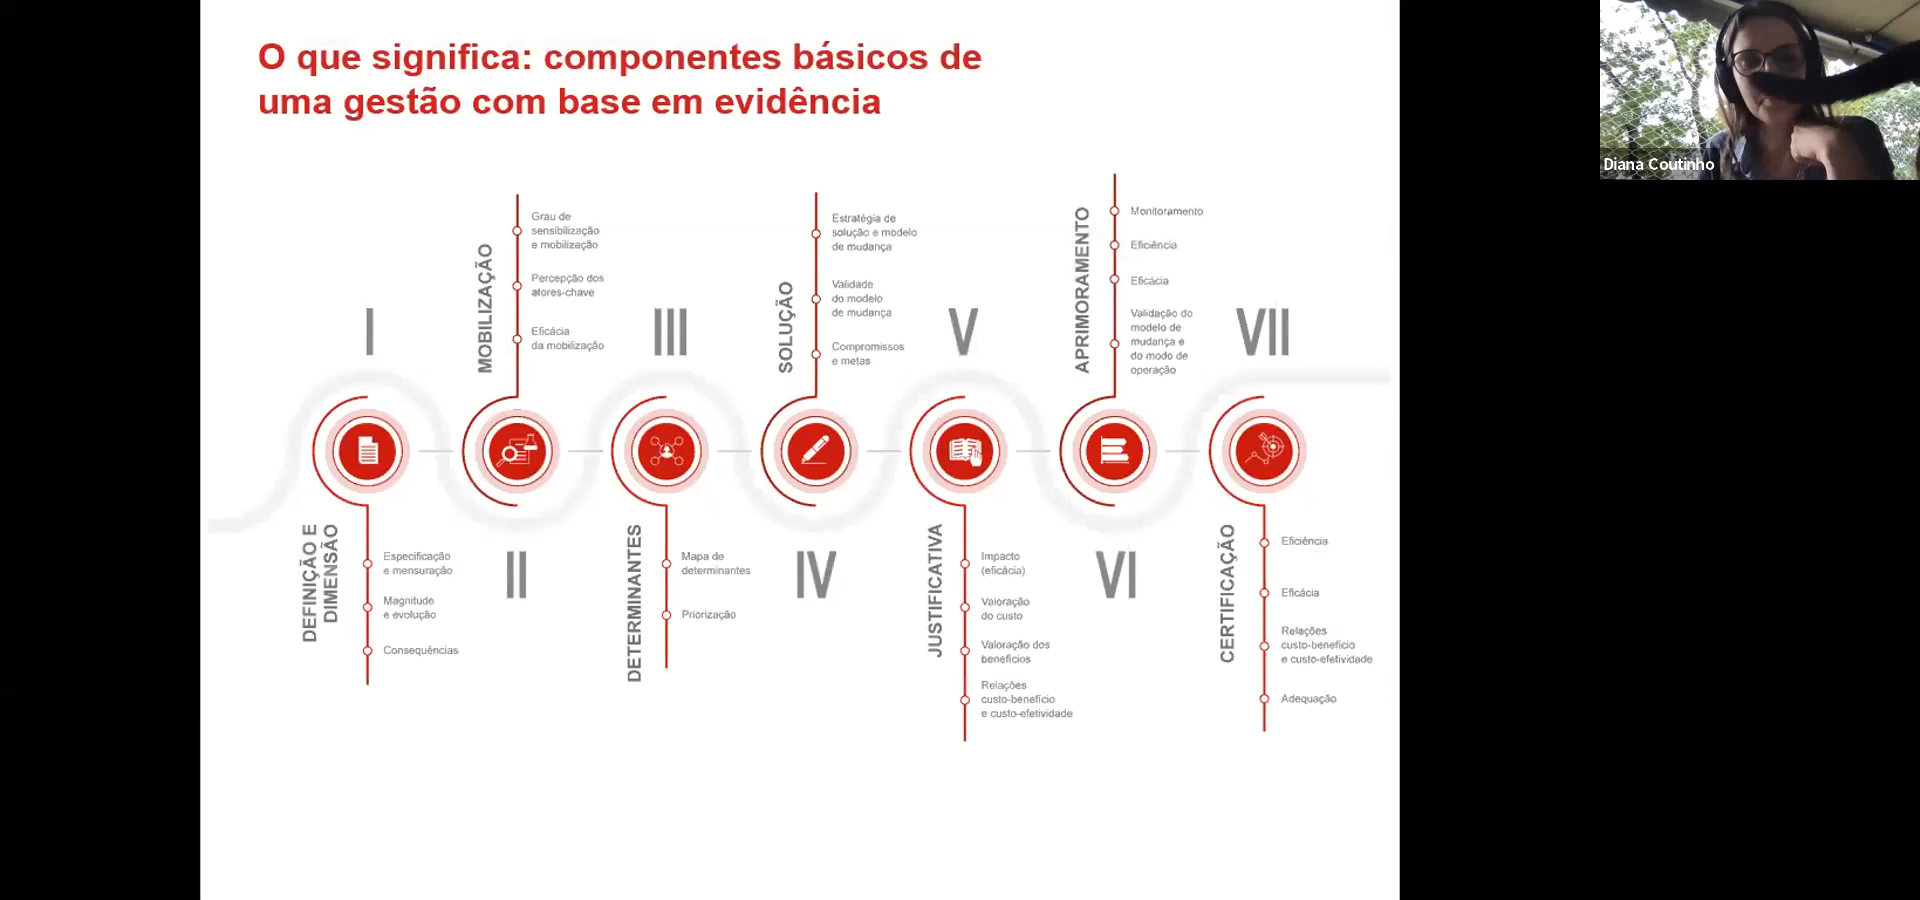 O que significa: componentes básicos de
uma gestão com base em evidência
Diana Coutinho
I
DEFINIÇÃO E
DIMENSÃO
Especificação
e mensuração
Magnitude
e evolução
Consequências
II
MOBILIZAÇÃO
Grau de
sensibilização
e mobilização
Percepção dos
atores-chave
Eficácia
da mobilização
III
DETERMINANTES
Mapa de
determinantes
Priorização
IV
SOLUÇÃO
Estratégia de
solução e modelo
de mudança
Validade
do modelo
de mudança
Compromissos
e metas
V
JUSTIFICATIVA
Impacto
(eficácia)
Valoração
do custo
Valoração dos
benefícios
Relações
custo-benefício
e custo-efetividade
VI
APRIMORAMENTO
Monitoramento
Eficiência
Eficácia
Validação do
modelo de
mudança e
do modo de
operação
VII
CERTIFICAÇÃO
Eficiência
Eficácia
Relações
custo-benefício
e custo-efetividade
Adequação